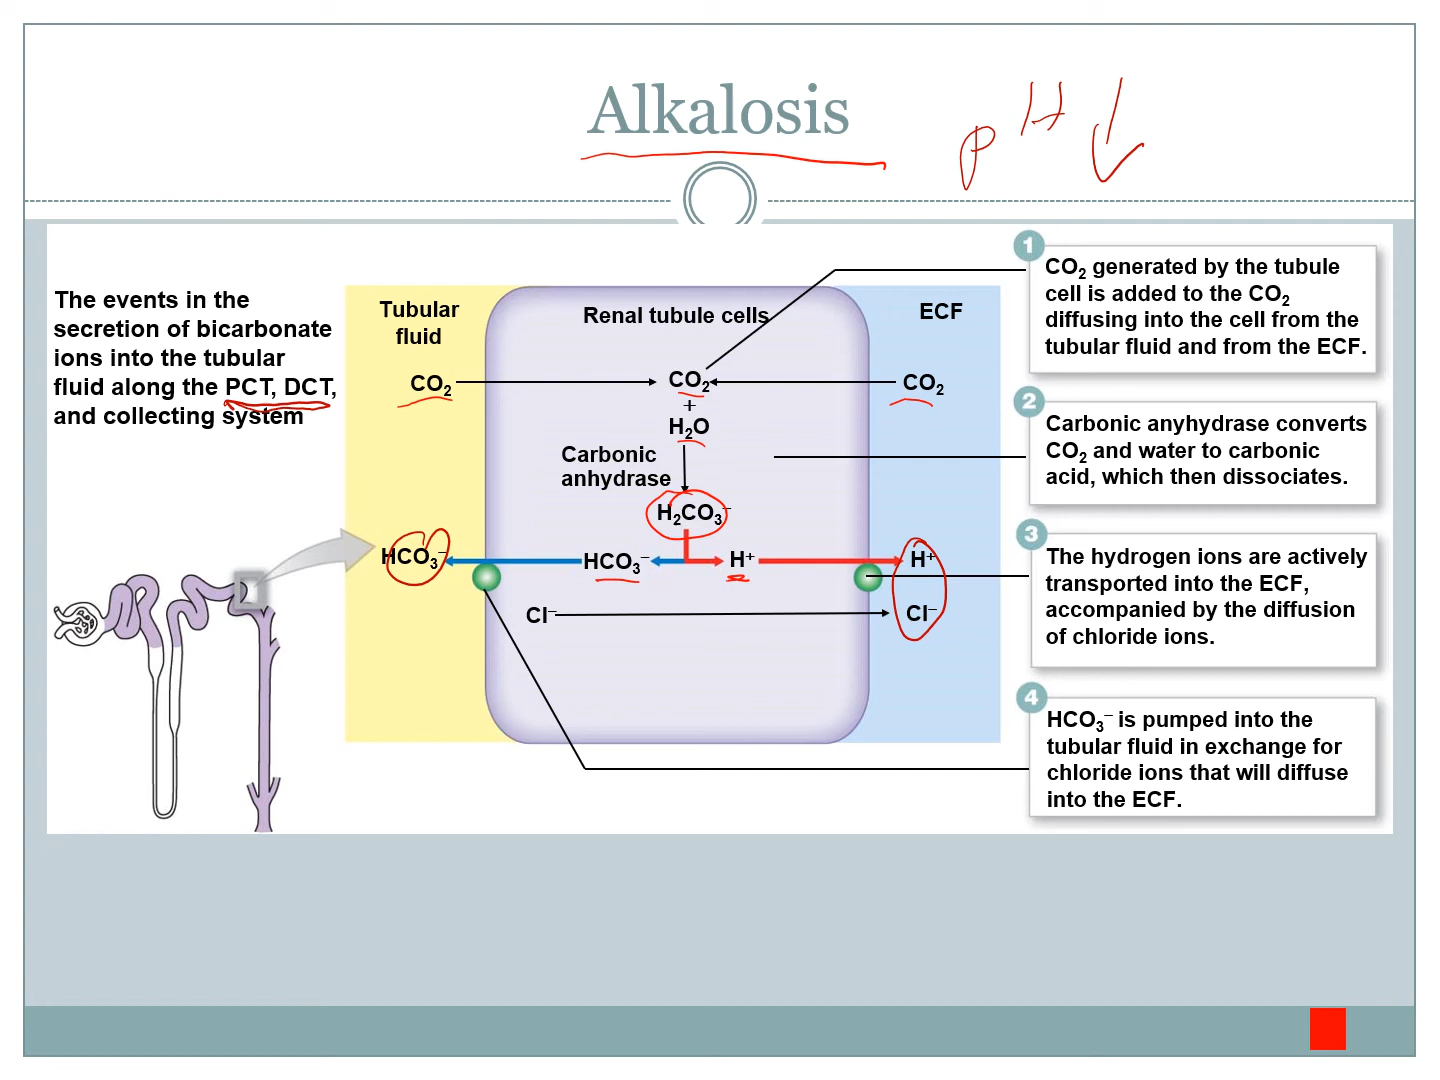 Alkalosis
pH ↓
The events in the
secretion of bicarbonate
ions into the tubular
fluid along the PCT, DCT,
and collecting system
Tubular
fluid
Renal tubule cells
ECF
CO₂
CO₂
CO₂
+
H₂O
Carbonic
anhydrase
H₂CO₃⁻
HCO₃⁻
HCO₃⁻
H⁺
H⁺
Cl⁻
Cl⁻
1
CO₂ generated by the tubule
cell is added to the CO₂
diffusing into the cell from the
tubular fluid and from the ECF.
2
Carbonic anyhydrase converts
CO₂ and water to carbonic
acid, which then dissociates.
3
The hydrogen ions are actively
transported into the ECF,
accompanied by the diffusion
of chloride ions.
4
HCO₃⁻ is pumped into the
tubular fluid in exchange for
chloride ions that will diffuse
into the ECF.